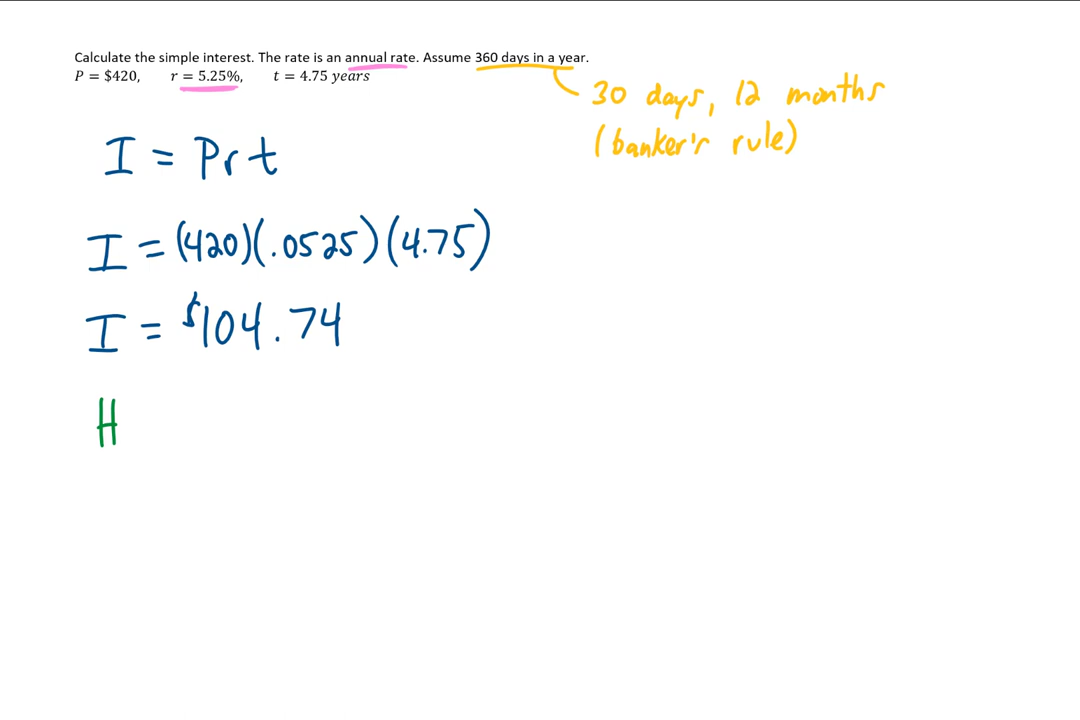 Calculate the simple interest. The rate is an annual rate. Assume 360 days in a year.
P = $420, r = 5.25%, t = 4.75 years
30 days, 12 months
(banker's rule)
I = Prt
I = (420)(.0525)(4.75)
I = $104.74
H